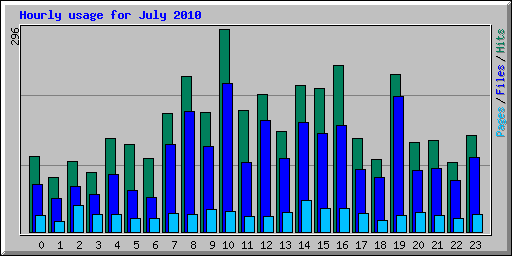 Hourly usage for July 2010
296
Pages / Files / Hits
0 1 2 3 4 5 6 7 8 9 10 11 12 13 14 15 16 17 18 19 20 21 22 23